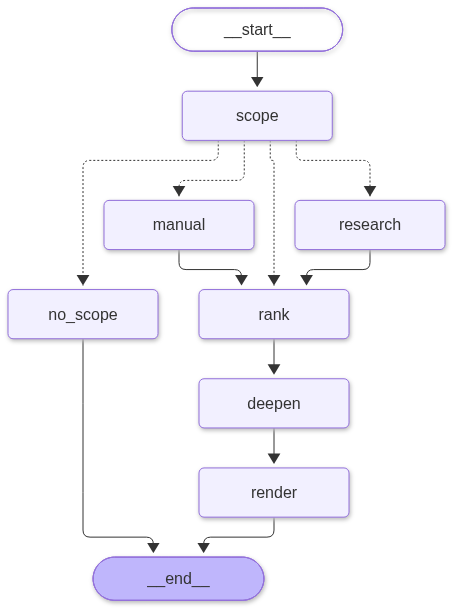 __start__
scope
manual
research
no_scope
rank
deepen
render
__end__